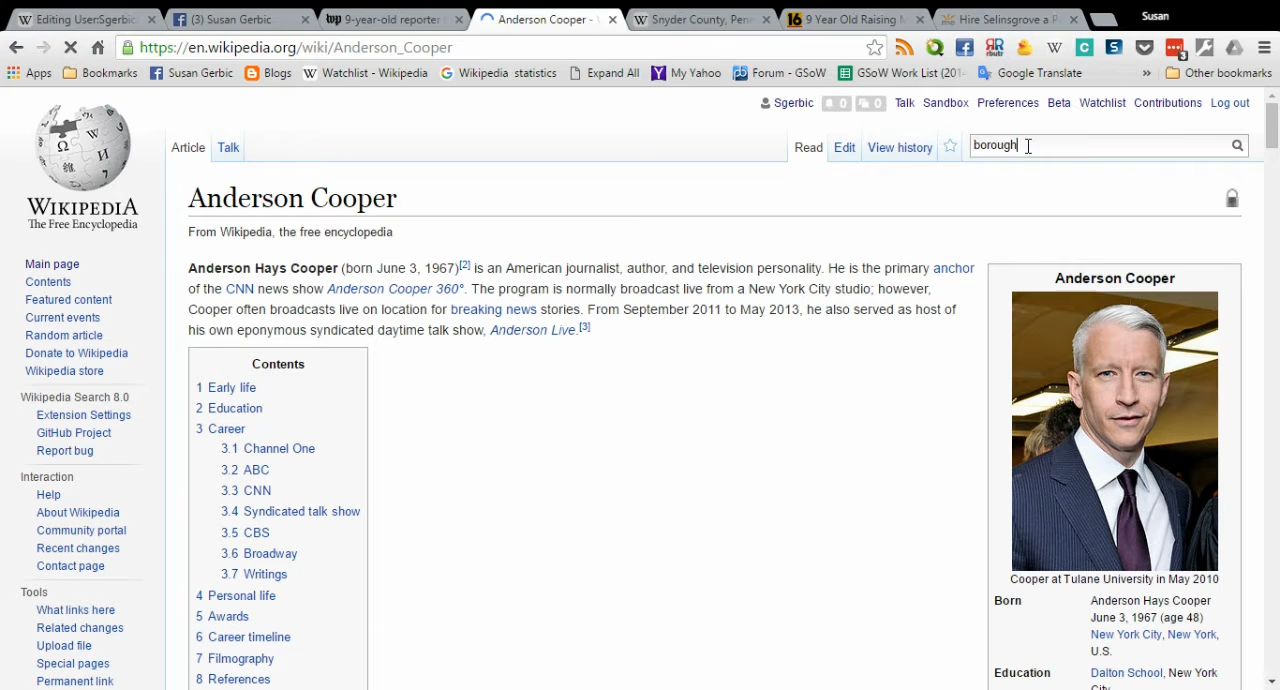 Editing User:Sgerbic
(3) Susan Gerbic
9-year-old reporter
Anderson Cooper -
Snyder County, Penn
9 Year Old Raising M
Hire Selinsgrove a P
Susan
https://en.wikipedia.org/wiki/Anderson_Cooper
Apps Bookmarks Susan Gerbic Blogs Watchlist - Wikipedia Wikipedia statistics Expand All My Yahoo Forum - GSoW GSoW Work List (201 Google Translate » Other bookmarks
Sgerbic 0 0 Talk Sandbox Preferences Beta Watchlist Contributions Log out
Article Talk Read Edit View history borough
WIKIPEDIA
The Free Encyclopedia
Main page
Contents
Featured content
Current events
Random article
Donate to Wikipedia
Wikipedia store
Wikipedia Search 8.0
Extension Settings
GitHub Project
Report bug
Interaction
Help
About Wikipedia
Community portal
Recent changes
Contact page
Tools
What links here
Related changes
Upload file
Special pages
Permanent link
Anderson Cooper
From Wikipedia, the free encyclopedia
Anderson Hays Cooper (born June 3, 1967)[2] is an American journalist, author, and television personality. He is the primary anchor
of the CNN news show Anderson Cooper 360°. The program is normally broadcast live from a New York City studio; however,
Cooper often broadcasts live on location for breaking news stories. From September 2011 to May 2013, he also served as host of
his own eponymous syndicated daytime talk show, Anderson Live.[3]
Contents
1 Early life
2 Education
3 Career
3.1 Channel One
3.2 ABC
3.3 CNN
3.4 Syndicated talk show
3.5 CBS
3.6 Broadway
3.7 Writings
4 Personal life
5 Awards
6 Career timeline
7 Filmography
8 References
Anderson Cooper
Cooper at Tulane University in May 2010
Born Anderson Hays Cooper
June 3, 1967 (age 48)
New York City, New York,
U.S.
Education Dalton School, New York
City